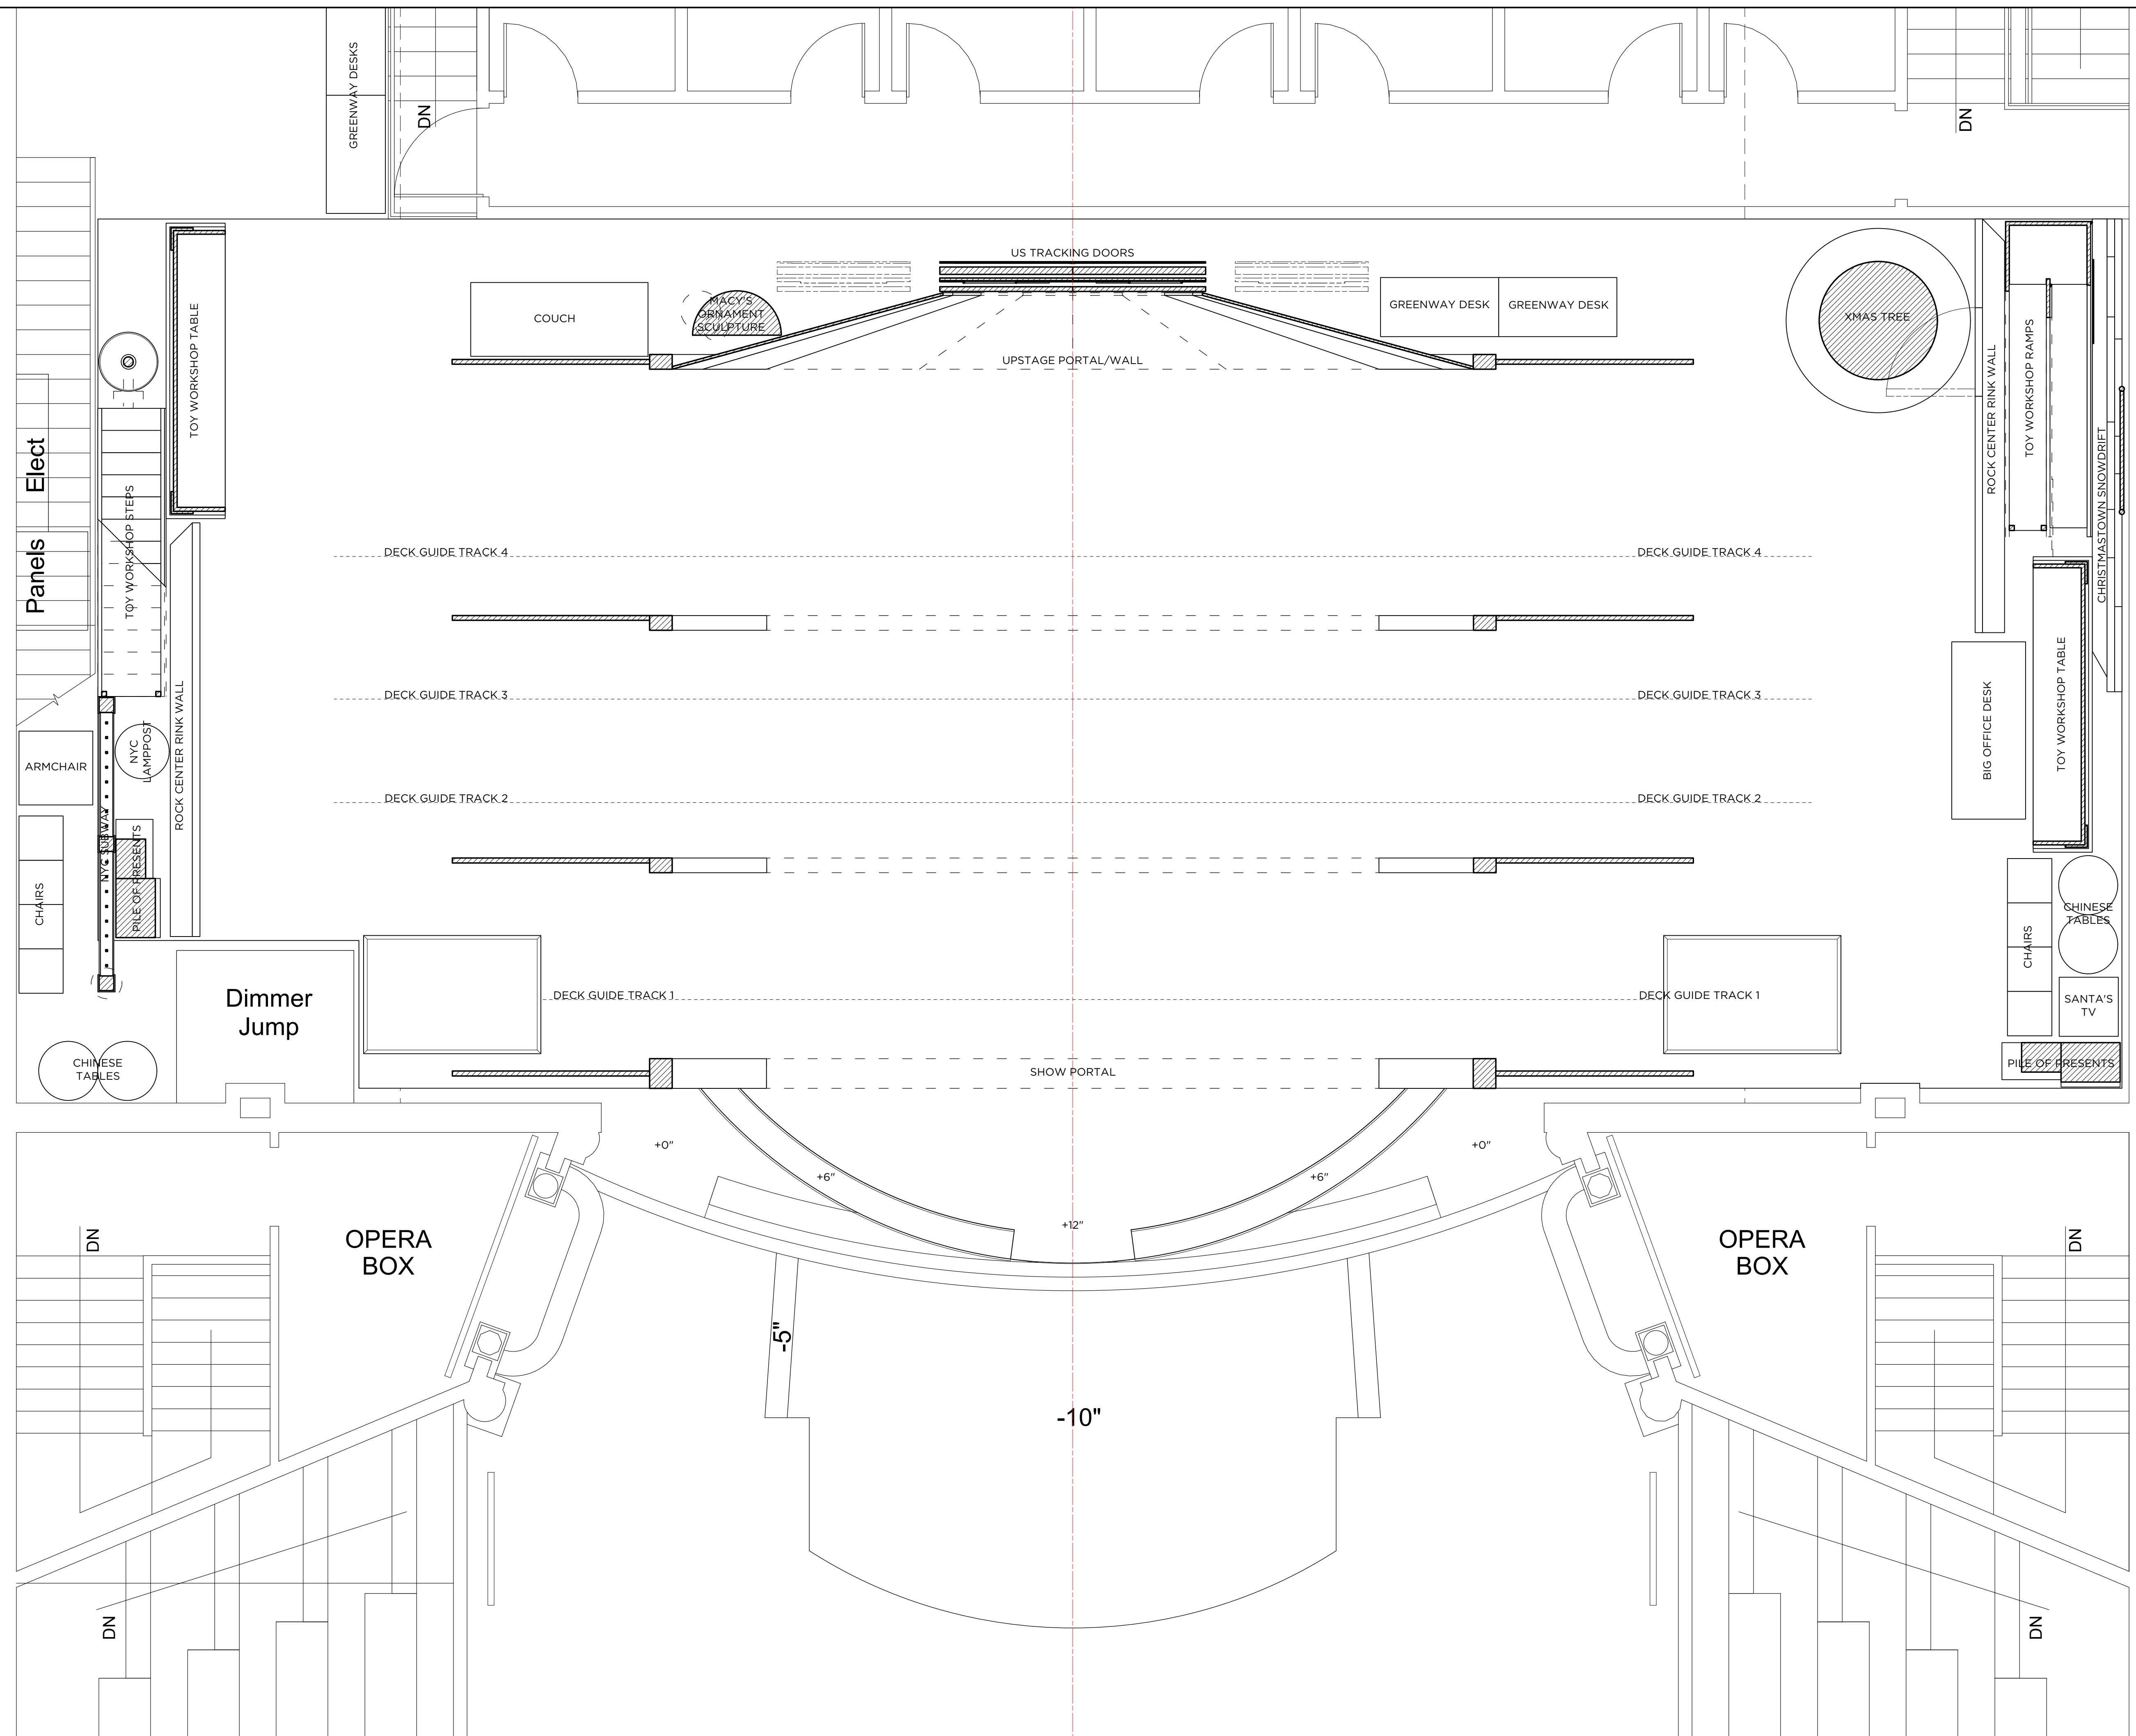 GREENWAY DESKS
DN
DN
US TRACKING DOORS
MACY'S
ORNAMENT
SCULPTURE
COUCH
GREENWAY DESK
GREENWAY DESK
XMAS TREE
UPSTAGE PORTAL/WALL
TOY WORKSHOP TABLE
ROCK CENTER RINK WALL
TOY WORKSHOP RAMPS
CHRISTMASTOWN SNOWDRIFT
Elect
Panels
TOY WORKSHOP STEPS
DECK GUIDE TRACK 4
DECK GUIDE TRACK 4
DECK GUIDE TRACK 3
DECK GUIDE TRACK 3
ARMCHAIR
NYC
LAMPPOST
ROCK CENTER RINK WALL
BIG OFFICE DESK
TOY WORKSHOP TABLE
DECK GUIDE TRACK 2
DECK GUIDE TRACK 2
NYC SUBWAY
PILE OF PRESENTS
CHAIRS
CHINESE
TABLES
CHAIRS
DECK GUIDE TRACK 1
DECK GUIDE TRACK 1
Dimmer
Jump
SANTA'S
TV
CHINESE
TABLES
SHOW PORTAL
PILE OF PRESENTS
+0"
+0"
+6"
+6"
+12"
DN
OPERA
BOX
OPERA
BOX
DN
-5"
-10"
DN
DN